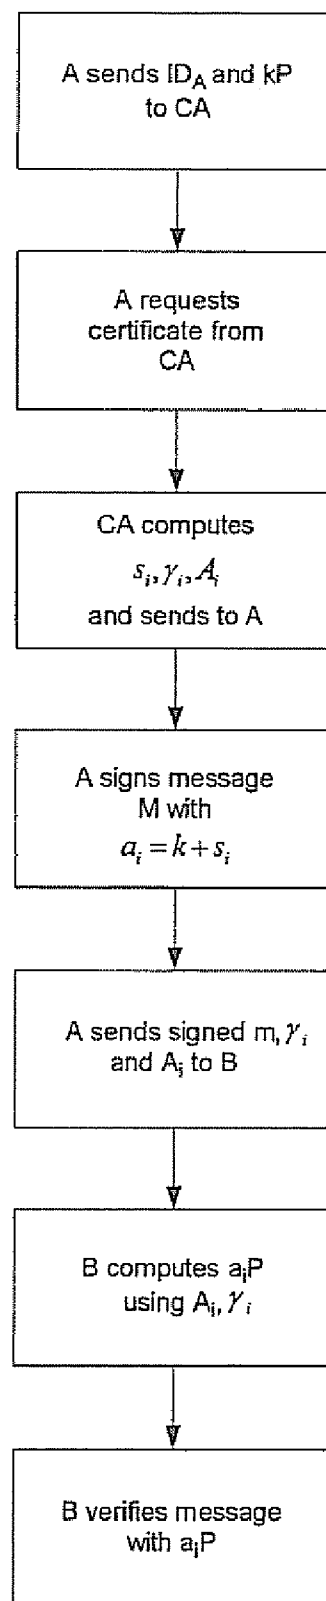 A sends ID_A and kP
to CA
A requests
certificate from
CA
CA computes
s_i, γ_i, A_i
and sends to A
A signs message
M with
a_i = k + s_i
A sends signed m, γ_i
and A_i to B
B computes a_iP
using A_i, γ_i
B verifies message
with a_iP